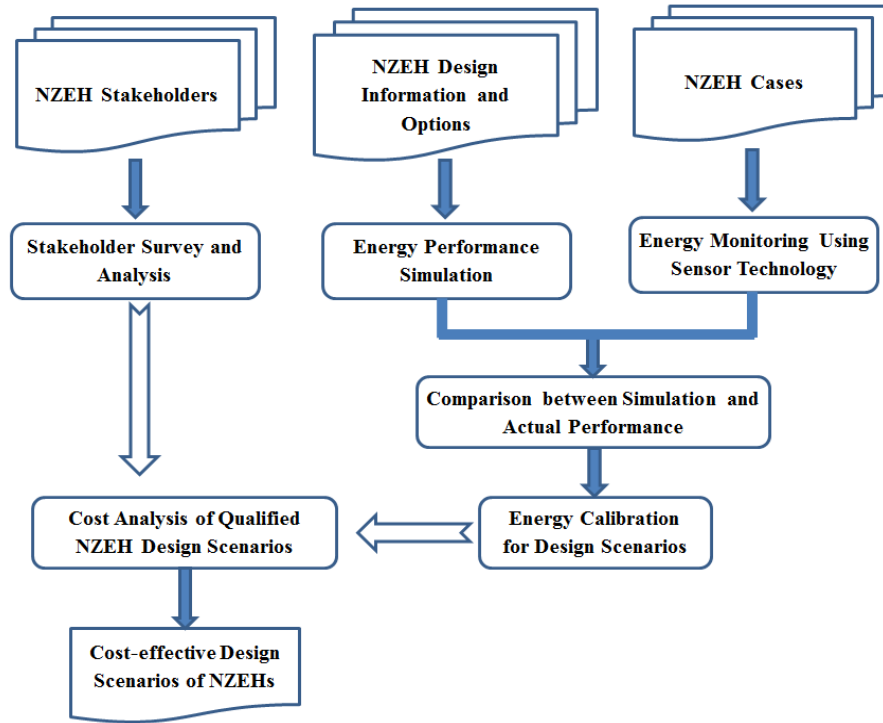 NZEH Stakeholders
NZEH Design
Information and
Options
NZEH Cases
Stakeholder Survey and
Analysis
Energy Performance
Simulation
Energy Monitoring Using
Sensor Technology
Comparison between Simulation and
Actual Performance
Cost Analysis of Qualified
NZEH Design Scenarios
Energy Calibration
for Design Scenarios
Cost-effective Design
Scenarios of NZEHs